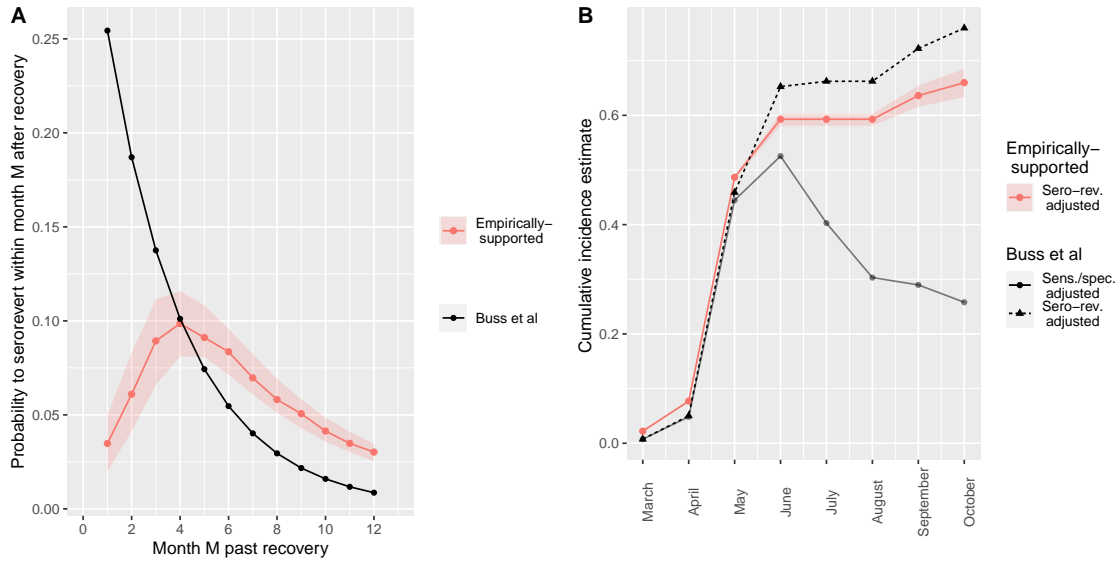 A
Probability to serorevert within month M after recovery
0.25
0.20
0.15
0.10
0.05
0.00
0
2
4
6
8
10
12
Month M past recovery
Empirically−
supported
Buss et al
B
Cumulative incidence estimate
0.6
0.4
0.2
0.0
March
April
May
June
July
August
September
October
Empirically−
supported
Sero−rev.
adjusted
Buss et al
Sens./spec.
adjusted
Sero−rev.
adjusted